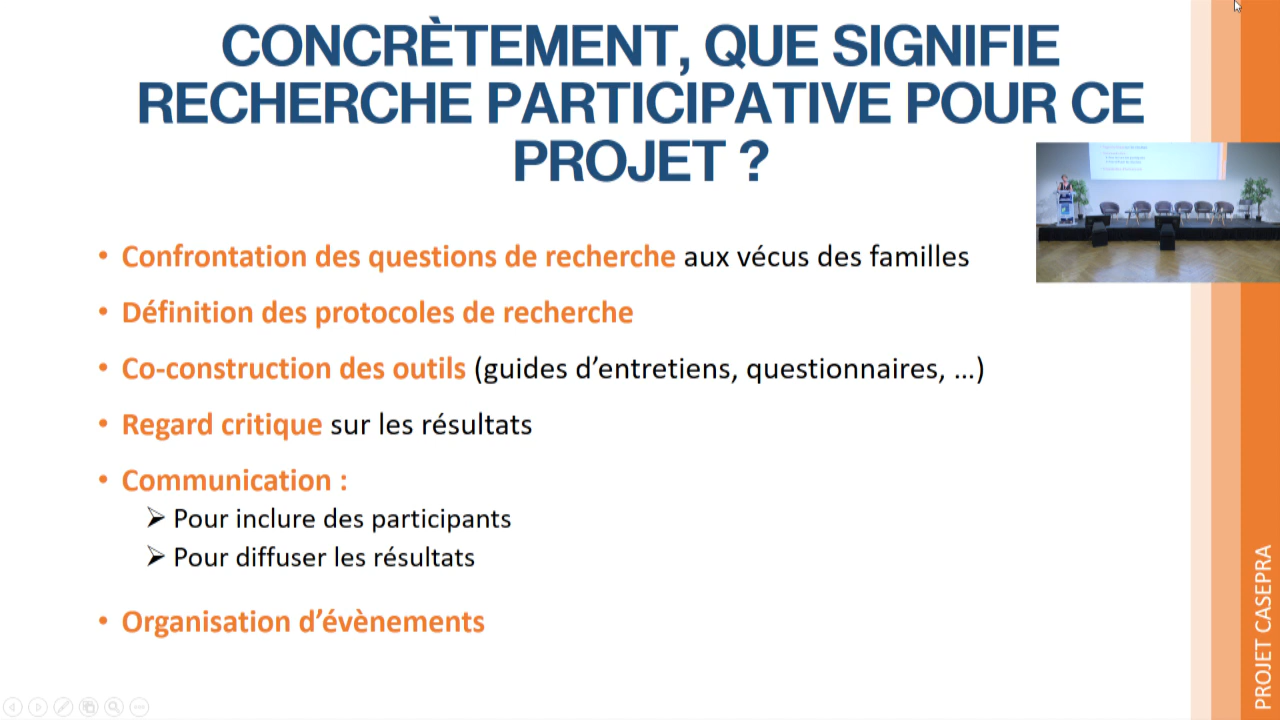 CONCRÈTEMENT, QUE SIGNIFIE
RECHERCHE PARTICIPATIVE POUR CE
PROJET ?
• Confrontation des questions de recherche aux vécus des familles
• Définition des protocoles de recherche
• Co-construction des outils (guides d’entretiens, questionnaires, …)
• Regard critique sur les résultats
• Communication :
➢ Pour inclure des participants
➢ Pour diffuser les résultats
• Organisation d’évènements
PROJET CASEPRA